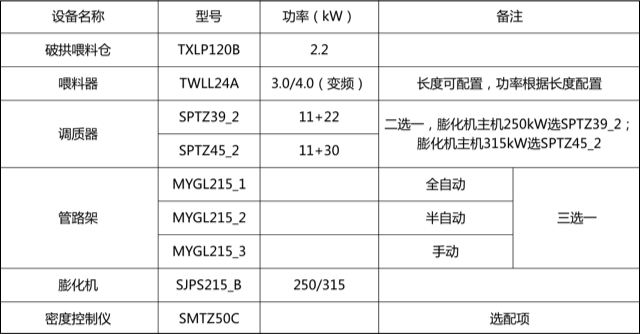 设备名称 型号 功率(kW) 备注
破拱喂料仓 TXLP120B 2.2
喂料器 TWLL24A 3.0/4.0(变频) 长度可配置，功率根据长度配置
调质器 SPTZ39_2 11+22 二选一，膨化机主机250kW选SPTZ39_2；
SPTZ45_2 11+30 膨化机主机315kW选SPTZ45_2
管路架 MYGL215_1 全自动 三选一
MYGL215_2 半自动
MYGL215_3 手动
膨化机 SJPS215_B 250/315
密度控制仪 SMTZ50C 选配项